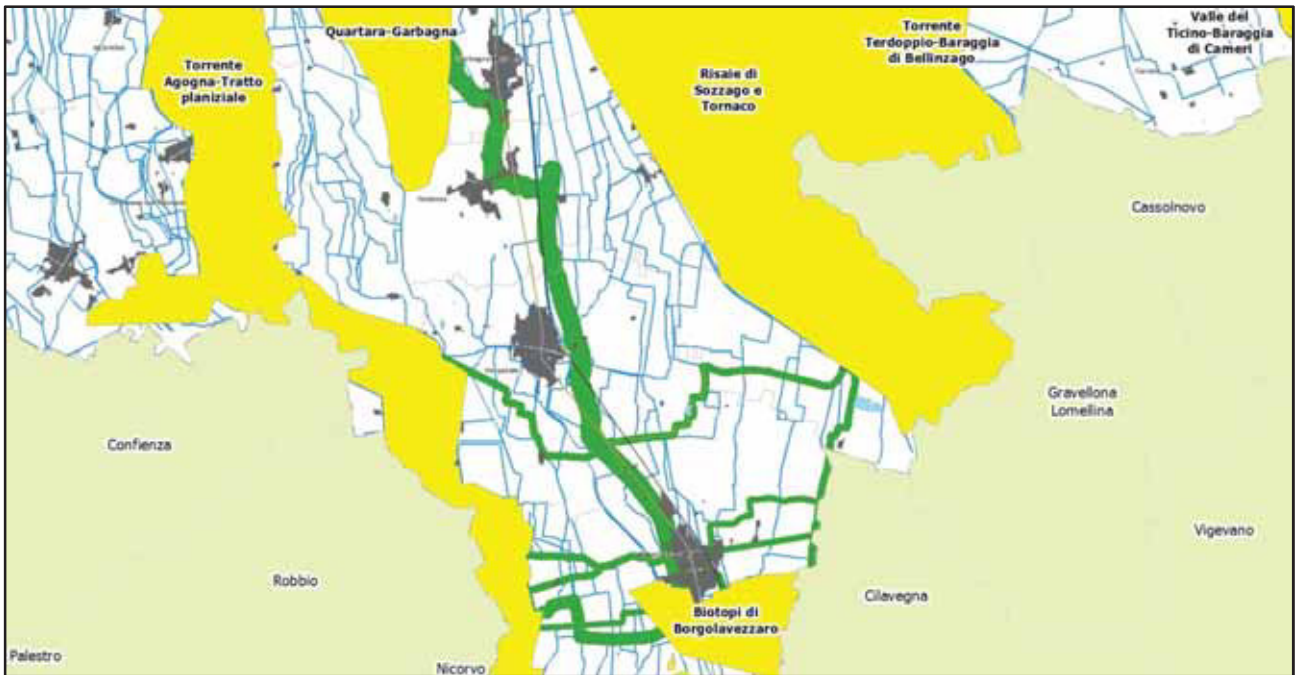 Quartara-Garbagna
Torrente
Agogna-Tratto
planiziale
Risaie di
Sozzago e
Tornaco
Torrente
Terdoppio-Baraggia
di Bellinzago
Valle del
Ticino-Baraggia
di Cameri
Cassolnovo
Gravellona
Lomellina
Confienza
Vigevano
Robbio
Cilavegna
Biotopi di
Borgolavezzaro
Palestro
Nicorvo